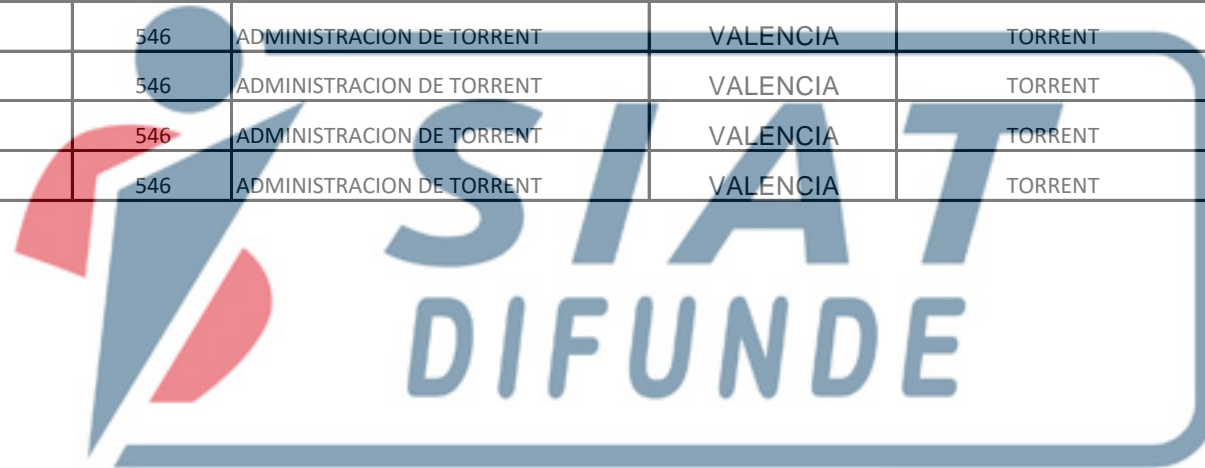 546 ADMINISTRACION DE TORRENT VALENCIA TORRENT
546 ADMINISTRACION DE TORRENT VALENCIA TORRENT
546 ADMINISTRACION DE TORRENT VALENCIA TORRENT
546 ADMINISTRACION DE TORRENT VALENCIA TORRENT
SIAT
DIFUNDE